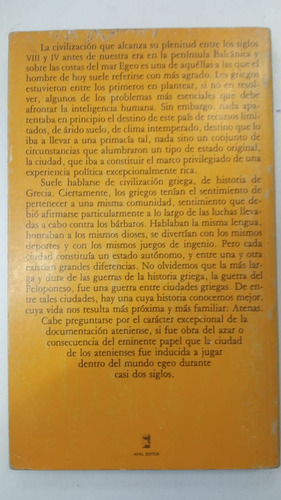 La civilización que alcanza su plenitud entre los siglos
VIII y IV antes de nuestra era en la península Balcánica y
sobre las costas del mar Egeo es una de aquéllas a las que el
hombre de hoy suele referirse con más agrado. Los griegos
estuvieron entre los primeros en plantear, si no en resol-
ver, algunos de los problemas más esenciales que debe
afrontar la inteligencia humana. Sin embargo, nada apa-
rentaba en principio el destino de este país de recursos limi-
tados, de árido suelo, de clima intemperado, destino que lo
iba a llevar a una primacía tal, nada sino un conjunto de
circunstancias que alumbraron un tipo de estado original,
la ciudad, que iba a constituir el marco privilegiado de una
experiencia política excepcionalmente rica.
Suele hablarse de civilización griega, de historia de
Grecia. Ciertamente, los griegos tenían el sentimiento de
pertenecer a una misma comunidad, sentimiento que de-
bió afirmarse particularmente a lo largo de las luchas lleva-
das a cabo contra los bárbaros. Hablaban la misma lengua,
honraban a los mismos dioses, se divertían con los mismos
deportes y con los mismos juegos de ingenio. Pero cada
ciudad constituía un estado autónomo, y entre una y otra
existían grandes diferencias. No olvidemos que la más lar-
ga y dura de las guerras de la historia griega, la guerra del
Peloponeso, fue una guerra entre ciudades griegas. De en-
tre tales ciudades, hay una cuya historia conocemos mejor,
cuya vida nos resulta más próxima y más familiar: Atenas.
Cabe preguntarse por el carácter excepcional de la
documentación ateniense, si fue obra del azar o
consecuencia del eminente papel que la ciudad
de los atenienses fue inducida a jugar
dentro del mundo egeo durante
casi dos siglos.
AKAL EDITOR